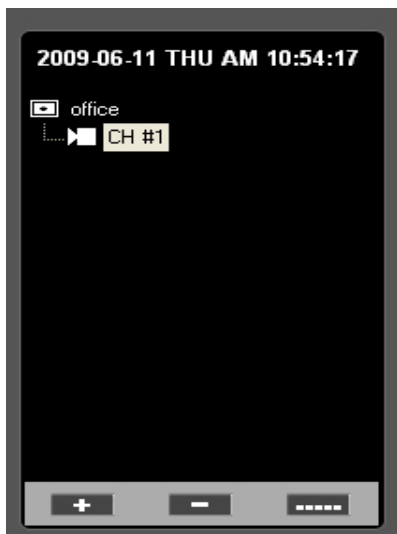 2009-06-11 THU AM 10:54:17
office
CH #1
+ - -----